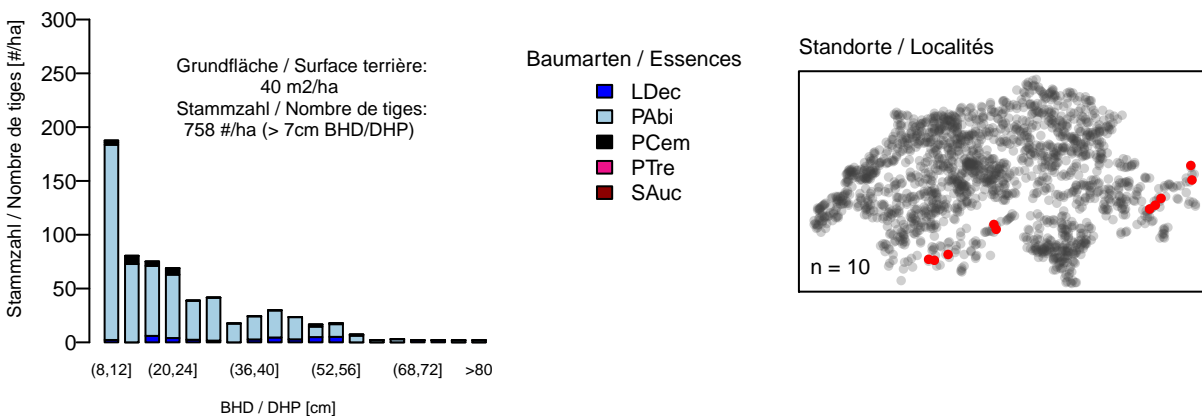 Stammzahl / Nombre de tiges [#/ha]
300
250
200
150
100
50
0
Grundfläche / Surface terrière:
40 m2/ha
Stammzahl / Nombre de tiges:
758 #/ha (> 7cm BHD/DHP)
(8,12]
(20,24]
(36,40]
(52,56]
(68,72]
>80
BHD / DHP [cm]
Baumarten / Essences
LDec
PAbi
PCem
PTre
SAuc
Standorte / Localités
n = 10